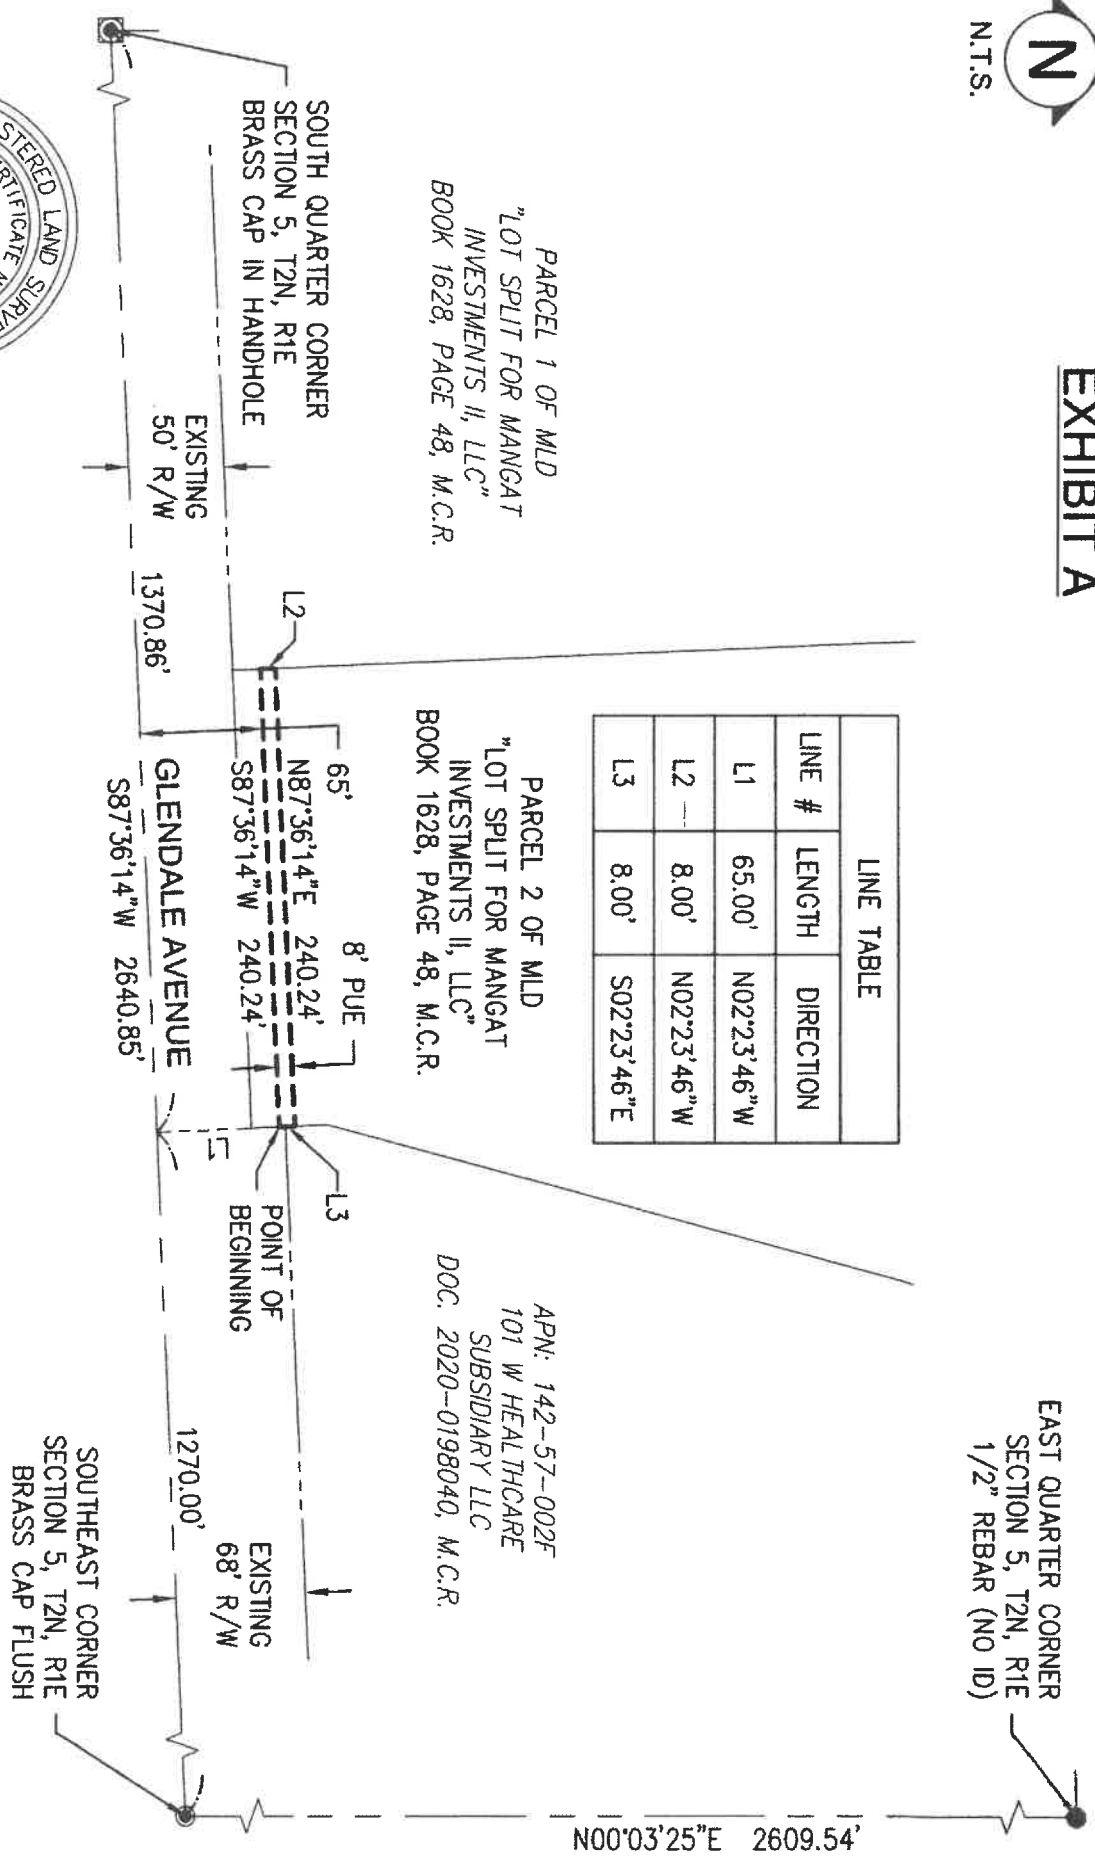 EXHIBIT A
N
N.T.S.
EAST QUARTER CORNER
SECTION 5, T2N, R1E
1/2" REBAR (NO ID)
LINE TABLE
LINE # LENGTH DIRECTION
L1 65.00' N02°23'46"W
L2 8.00' N02°23'46"W
L3 8.00' S02°23'46"E
PARCEL 1 OF MLD
"LOT SPLIT FOR MANGAT
INVESTMENTS II, LLC"
BOOK 1628, PAGE 48, M.C.R.
PARCEL 2 OF MLD
"LOT SPLIT FOR MANGAT
INVESTMENTS II, LLC"
BOOK 1628, PAGE 48, M.C.R.
APN: 142-57-002F
101 W HEALTHCARE
SUBSIDIARY LLC
DOC. 2020-0198040, M.C.R.
N00°03'25"E 2609.54'
SOUTH QUARTER CORNER
SECTION 5, T2N, R1E
BRASS CAP IN HANDHOLE
L2
65'
8' PUE
N87°36'14"E 240.24'
S87°36'14"W 240.24'
L3
POINT OF
BEGINNING
L1
EXISTING
50' R/W
EXISTING
68' R/W
1370.86'
GLENDALE AVENUE
S87°36'14"W 2640.85'
1270.00'
SOUTHEAST CORNER
SECTION 5, T2N, R1E
BRASS CAP FLUSH
STERED LAND SURVE
RTIFICATE N